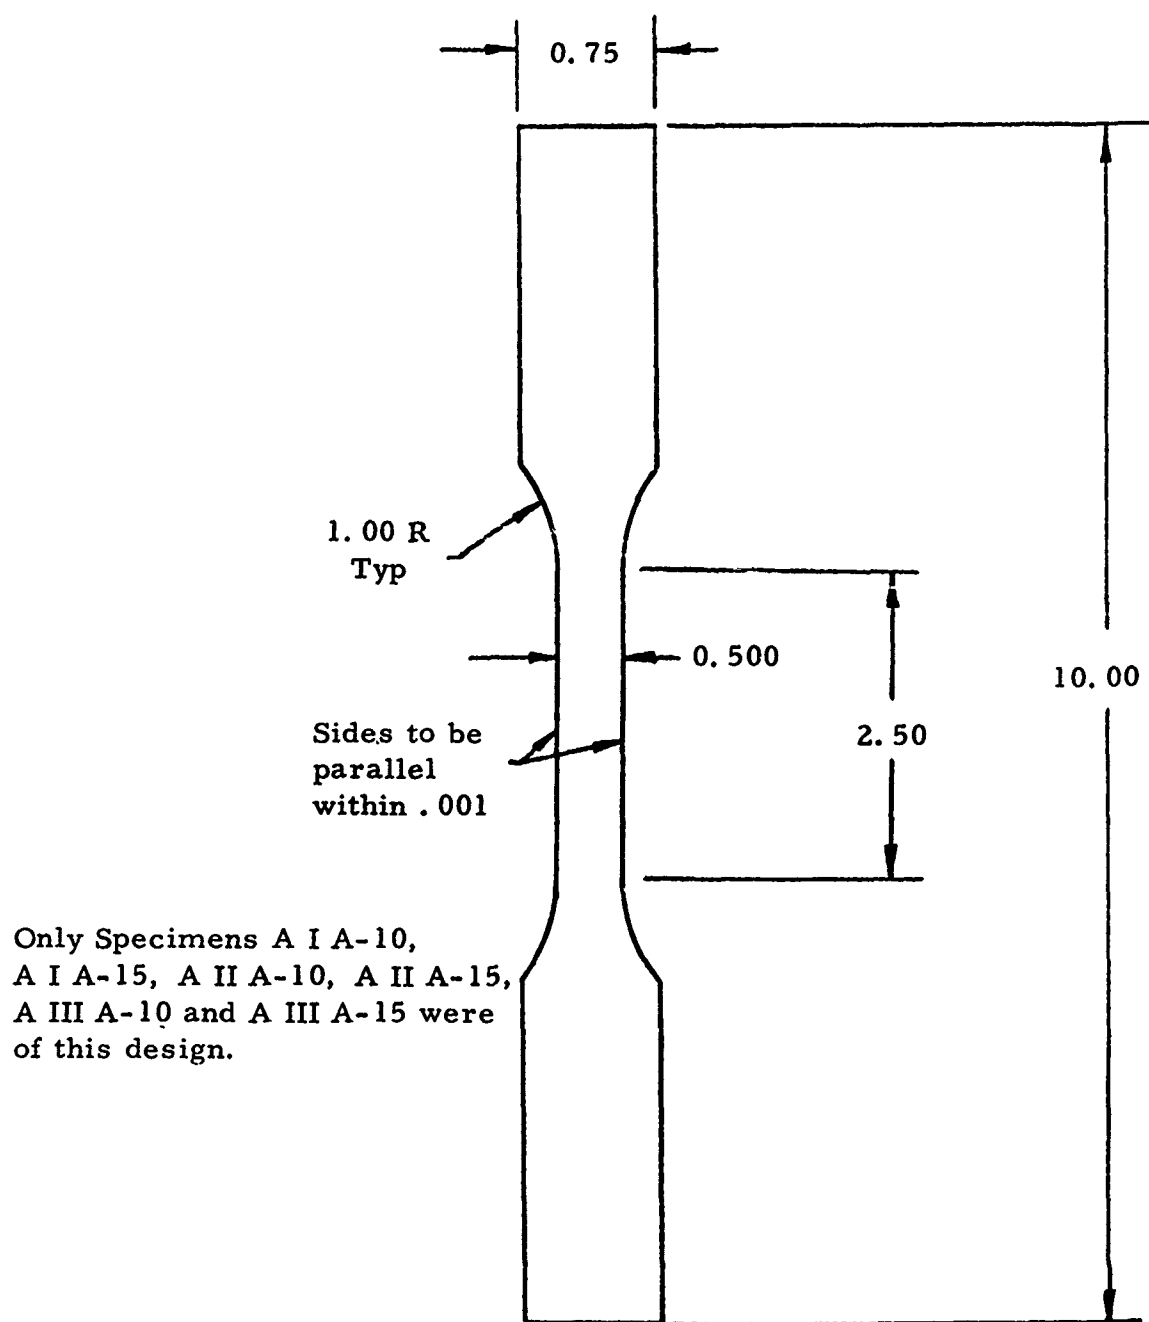 0.75
1.00 R
Typ
0.500
10.00
Sides to be
parallel
within .001
2.50
Only Specimens A I A-10,
A I A-15, A II A-10, A II A-15,
A III A-10 and A III A-15 were
of this design.